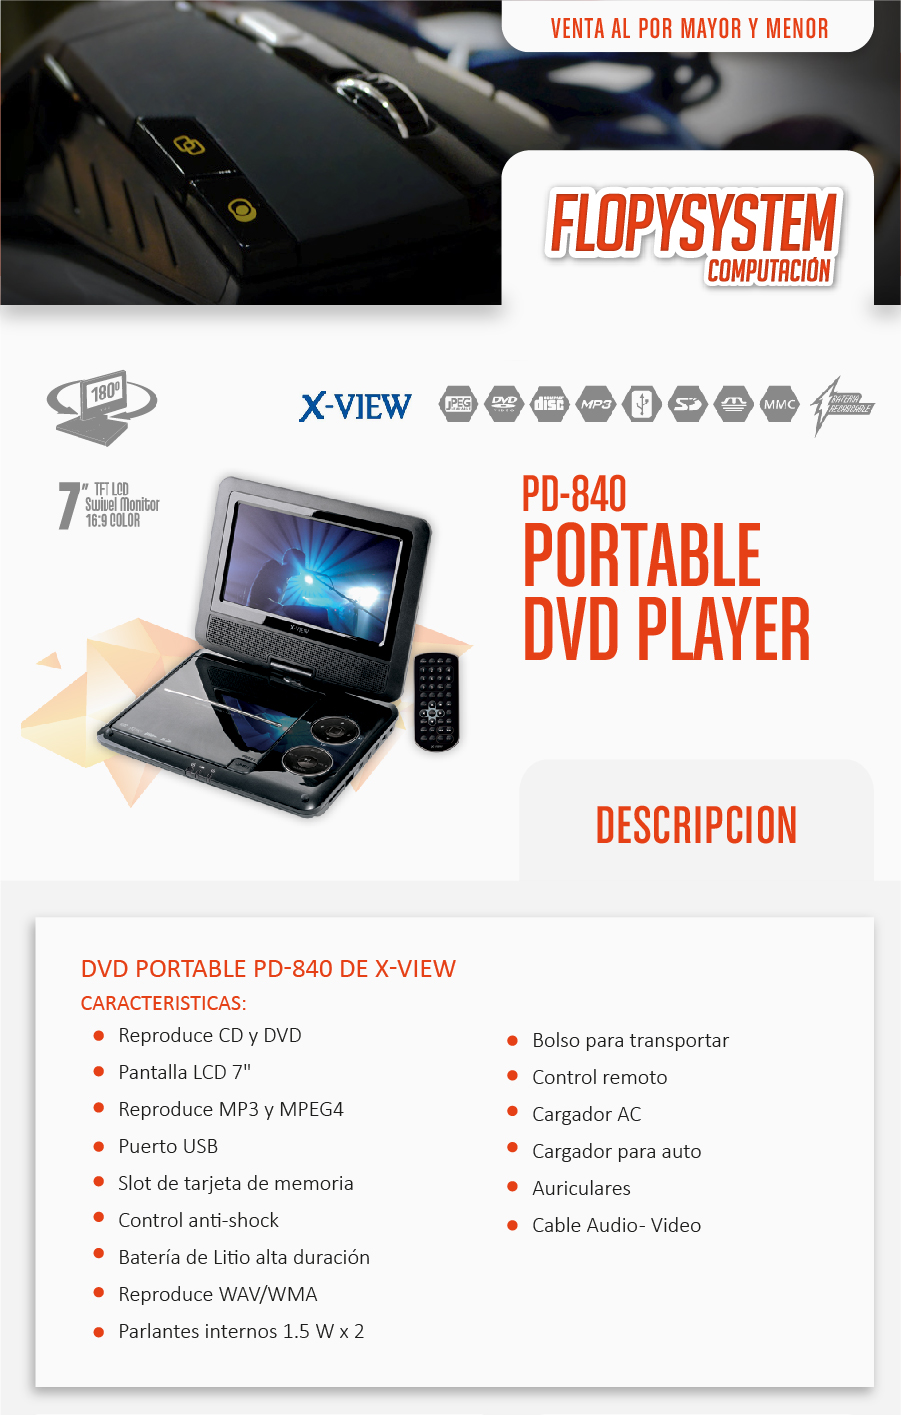 VENTA AL POR MAYOR Y MENOR
FLOPYSYSTEM
COMPUTACIÓN
180º
X-VIEW
JPEG
DVD
VIDEO
disc
MP3
SD
MMC
BATERIA
RECARGABLE
7" TFT LCD
Swivel Monitor
16:9 COLOR
X-VIEW
PD-840
PORTABLE
DVD PLAYER
DESCRIPCION
DVD PORTABLE PD-840 DE X-VIEW
CARACTERISTICAS:
Reproduce CD y DVD
Pantalla LCD 7"
Reproduce MP3 y MPEG4
Puerto USB
Slot de tarjeta de memoria
Control anti-shock
Batería de Litio alta duración
Reproduce WAV/WMA
Parlantes internos 1.5 W x 2
Bolso para transportar
Control remoto
Cargador AC
Cargador para auto
Auriculares
Cable Audio- Video